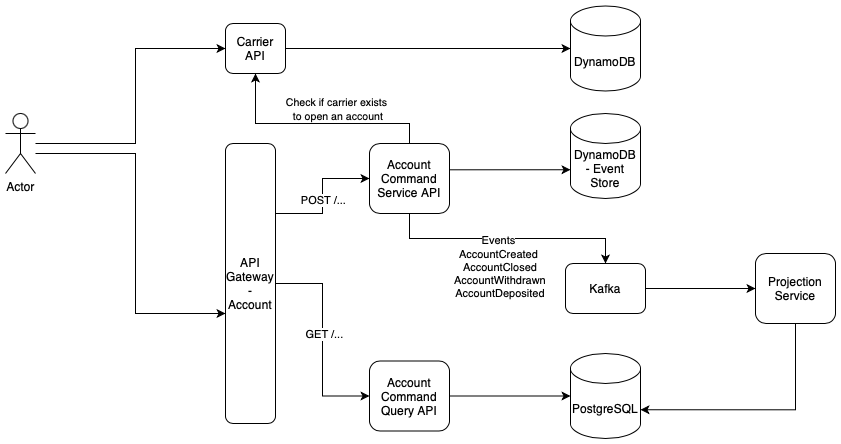 Carrier
API
DynamoDB
Check if carrier exists
to open an account
Actor
DynamoDB
- Event
Store
Account
Command
Service API
POST /...
API
Gateway
-
Account
Events
AccountCreated
AccountClosed
AccountWithdrawn
AccountDeposited
Kafka
Projection
Service
GET /...
Account
Command
Query API
PostgreSQL